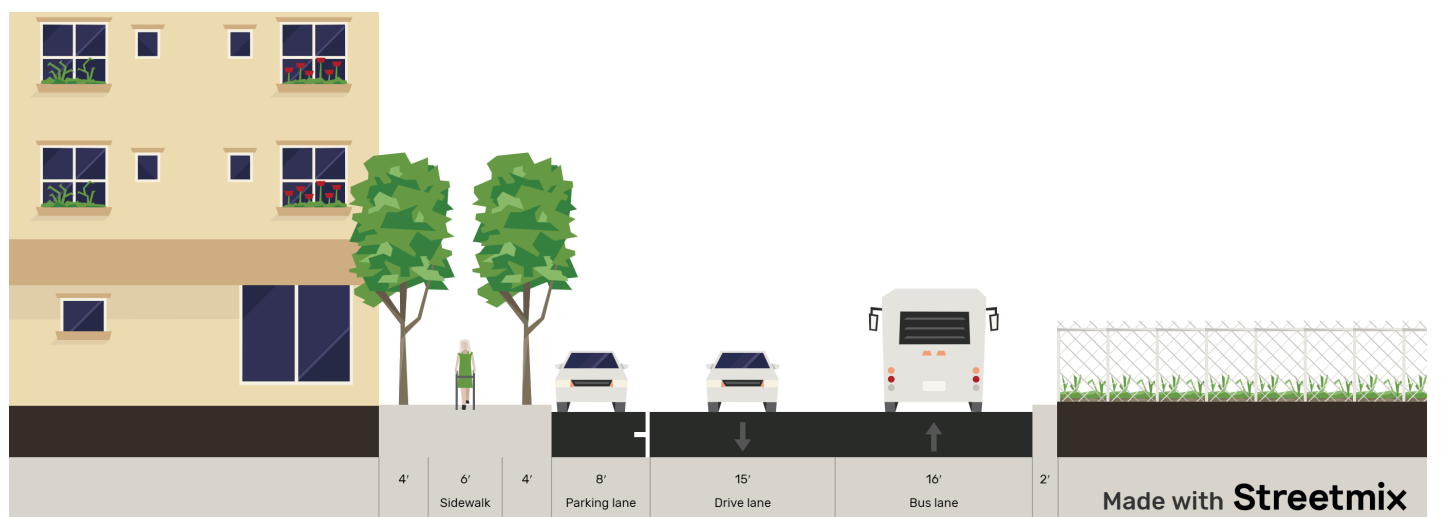 4′ 6′ 4′ 8′ 15′ 16′ 2′
Sidewalk Parking lane Drive lane Bus lane
Made with Streetmix